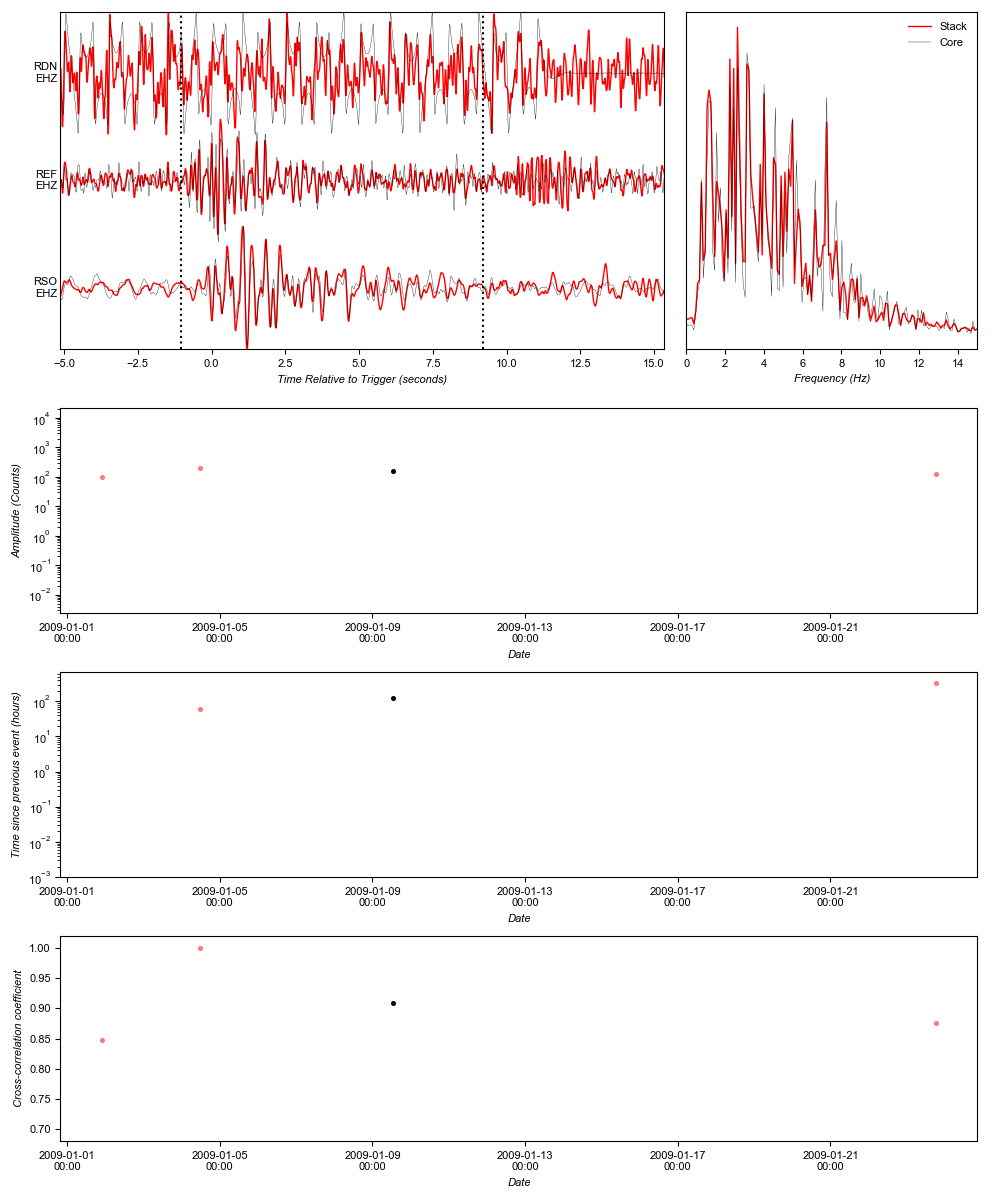 RDN
EHZ
REF
EHZ
RSO
EHZ
−5.0 −2.5 0.0 2.5 5.0 7.5 10.0 12.5 15.0
Time Relative to Trigger (seconds)
Stack
Core
0 2 4 6 8 10 12 14
Frequency (Hz)
Amplitude (Counts)
10⁴
10³
10²
10¹
10⁰
10⁻¹
10⁻²
2009-01-01 2009-01-05 2009-01-09 2009-01-13 2009-01-17 2009-01-21
00:00 00:00 00:00 00:00 00:00 00:00
Date
Time since previous event (hours)
10²
10¹
10⁰
10⁻¹
10⁻²
10⁻³
2009-01-01 2009-01-05 2009-01-09 2009-01-13 2009-01-17 2009-01-21
00:00 00:00 00:00 00:00 00:00 00:00
Date
Cross-correlation coefficient
1.00
0.95
0.90
0.85
0.80
0.75
0.70
2009-01-01 2009-01-05 2009-01-09 2009-01-13 2009-01-17 2009-01-21
00:00 00:00 00:00 00:00 00:00 00:00
Date